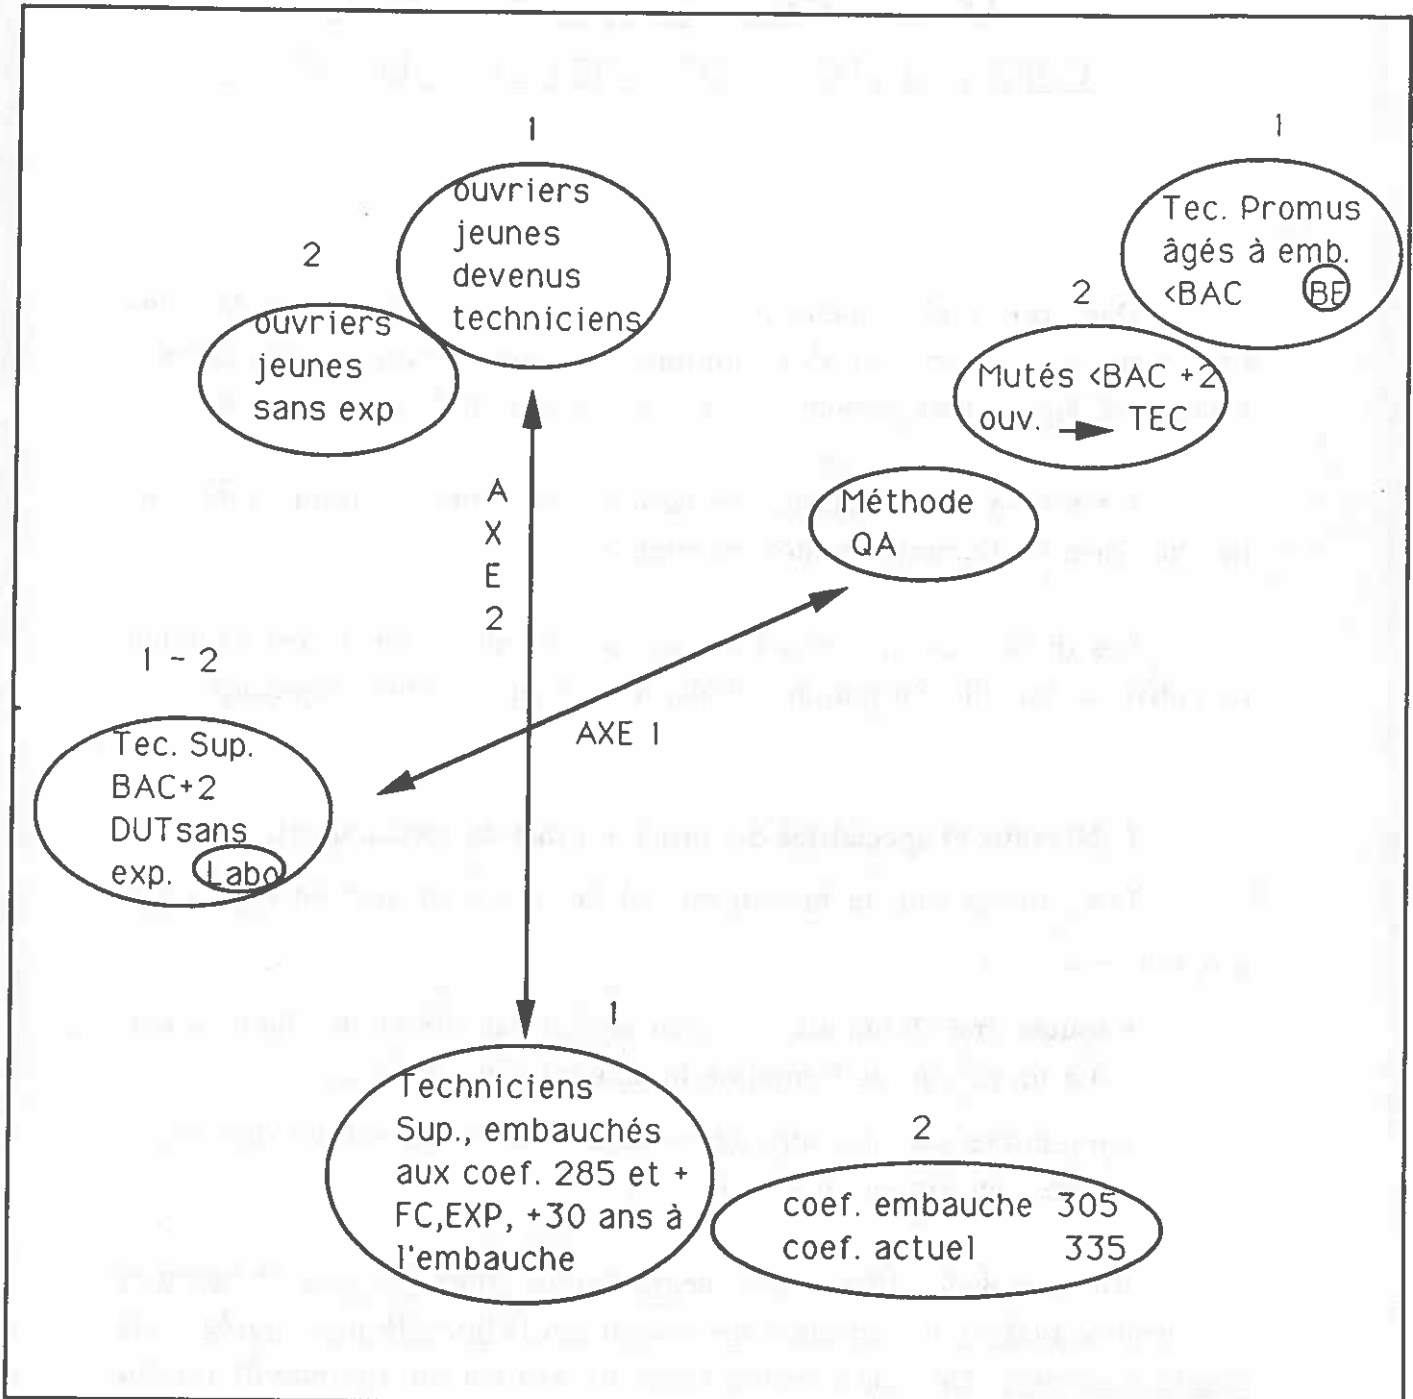 1
ouvriers
jeunes
devenus
techniciens
2
ouvriers
jeunes
sans exp
1
Tec. Promus
âgés à emb.
<BAC BE
2
Mutés <BAC +2
ouv. → TEC
Méthode
QA
A
X
E
2
AXE 1
1 - 2
Tec. Sup.
BAC+2
DUTsans
exp. Labo
1
Techniciens
Sup., embauchés
aux coef. 285 et +
FC,EXP, +30 ans à
l'embauche
2
coef. embauche 305
coef. actuel 335